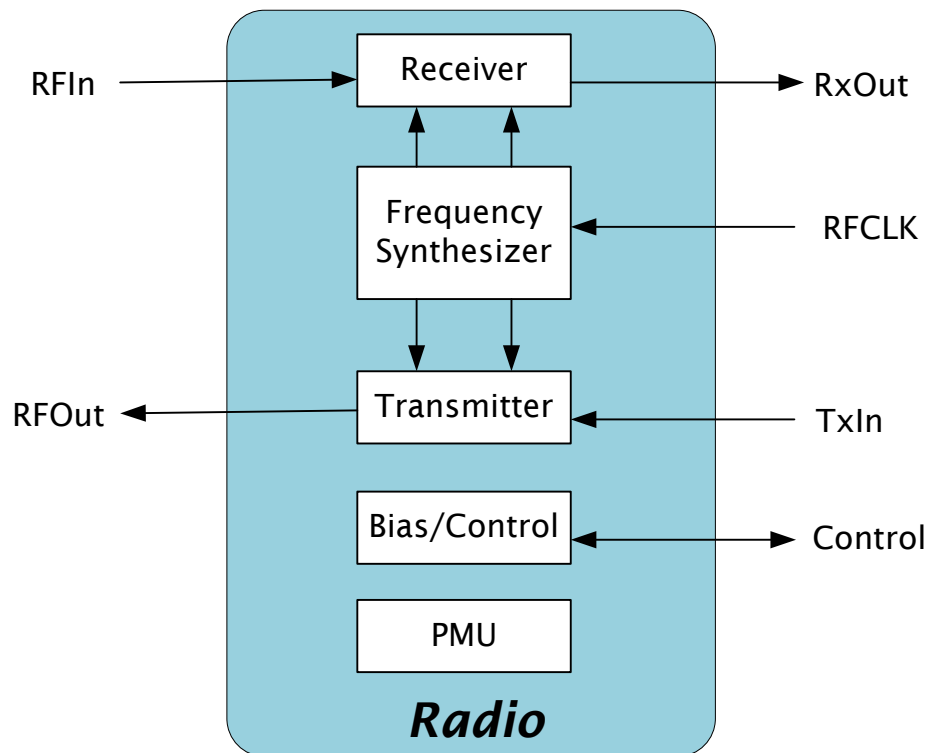 RFIn
Receiver
RxOut
Frequency
Synthesizer
RFCLK
RFOut
Transmitter
TxIn
Bias/Control
Control
PMU
Radio